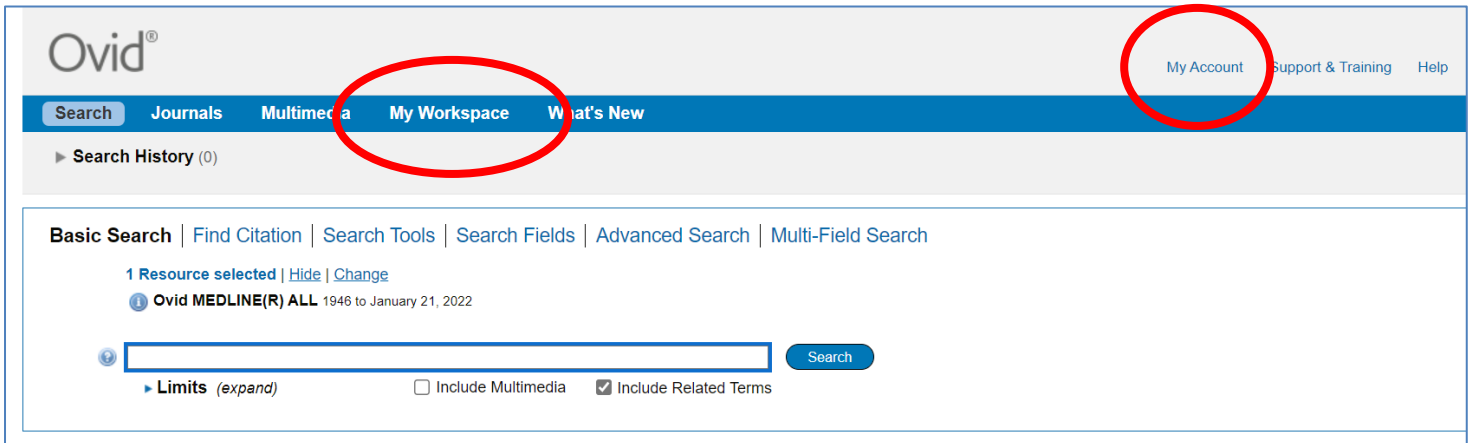 Ovid®
My Account Support & Training Help
Search Journals Multimedia My Workspace What's New
Search History (0)
Basic Search | Find Citation | Search Tools | Search Fields | Advanced Search | Multi-Field Search
1 Resource selected | Hide | Change
Ovid MEDLINE(R) ALL 1946 to January 21, 2022
Search
Limits (expand) Include Multimedia Include Related Terms